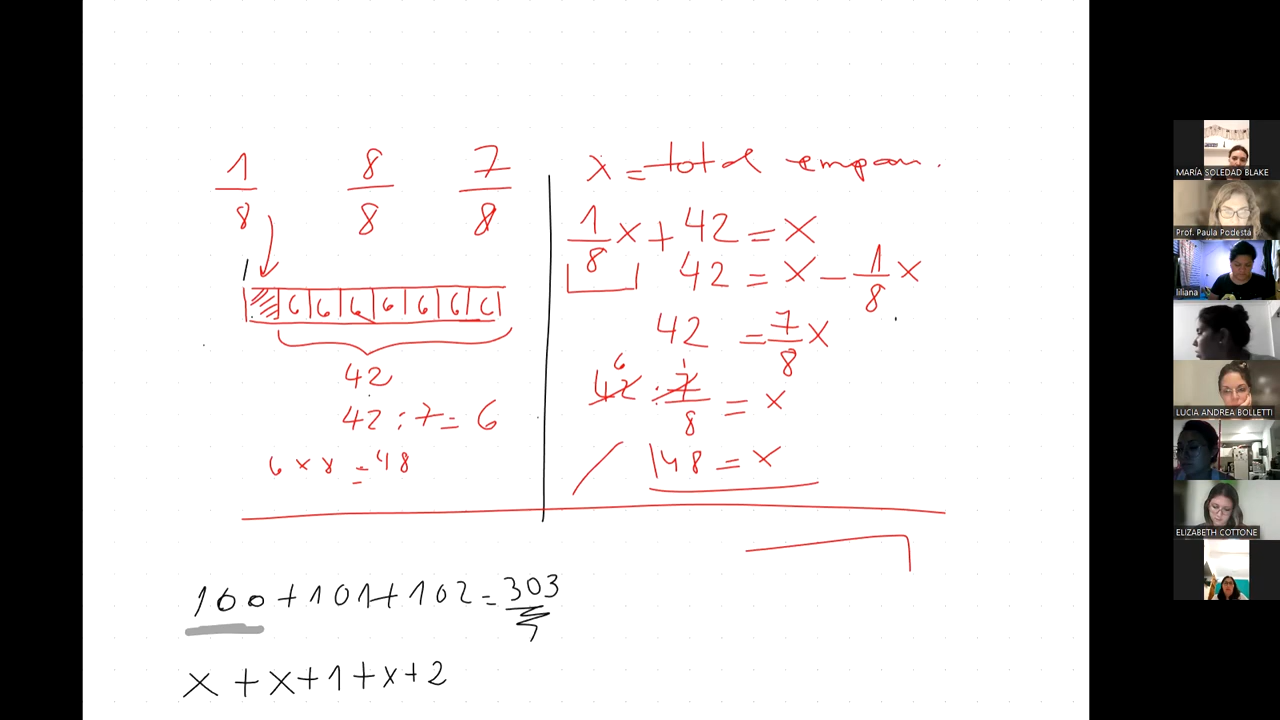 1/8 8/8 7/8
6 6 6 6 6 6 6
42
42 : 7 = 6
6 x 8 = 48
x = total empan.
1/8 x + 42 = x
42 = x - 1/8 x
42 = 7/8 x
42 6 : 7/8 1 = x
48 = x
100 + 101 + 102 = 303
x + x + 1 + x + 2
MARÍA SOLEDAD BLAKE
Prof. Paula Podestá
liliana
LUCIA ANDREA BOLLETTI
ELIZABETH COTTONE